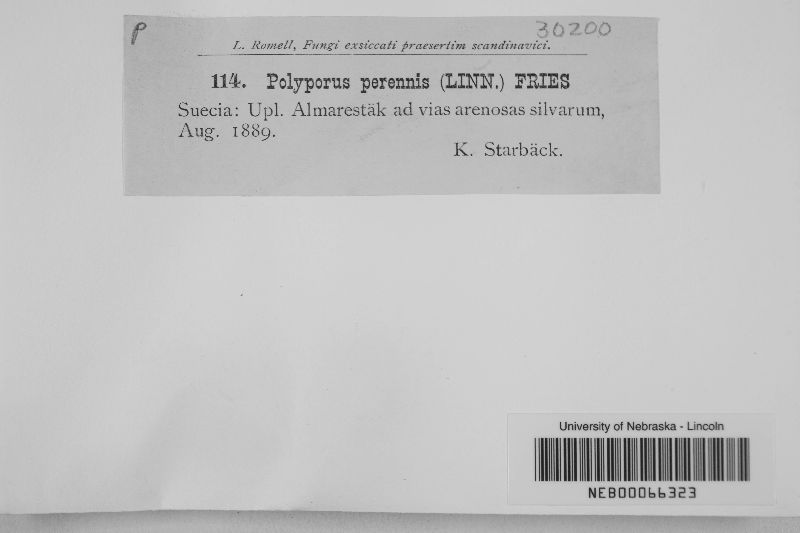 P
30200
L. Romell, Fungi exsiccati praesertim scandinavici.
114. Polyporus perennis (LINN.) FRIES
Suecia: Upl. Almarestäk ad vias arenosas silvarum,
Aug. 1889.
K. Starbäck.
University of Nebraska - Lincoln
NEB00066323